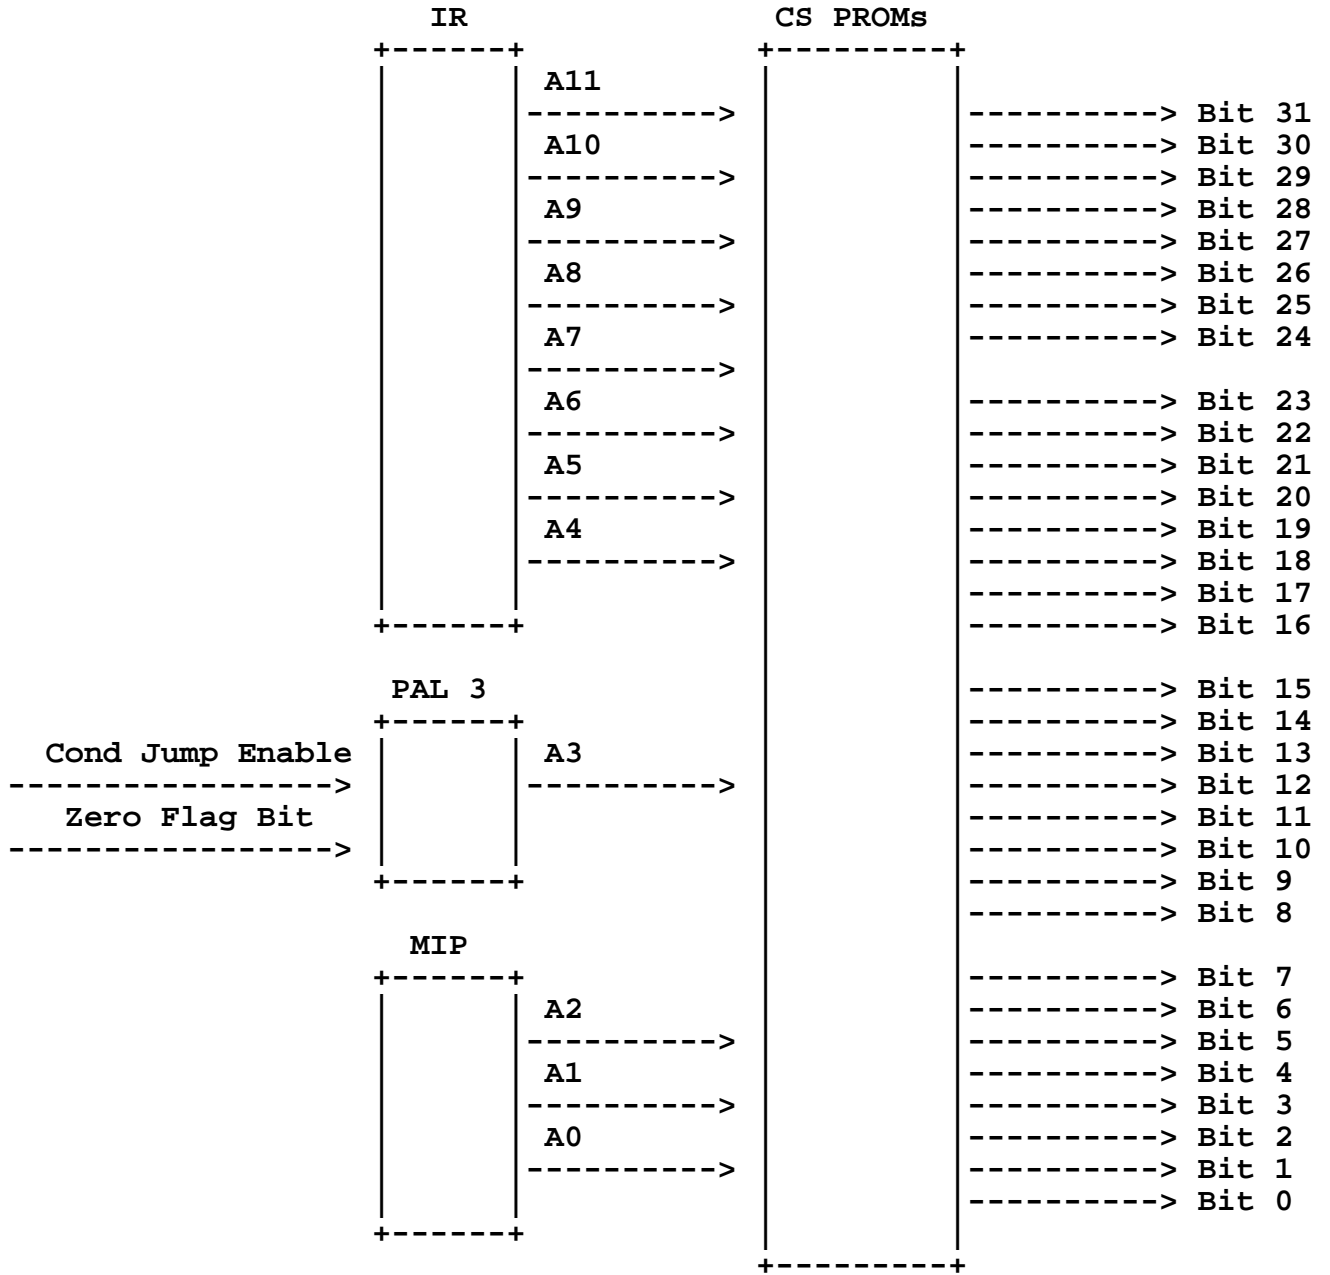 IR CS PROMs
A11
Bit 31
A10 Bit 30
Bit 29
A9 Bit 28
Bit 27
A8 Bit 26
Bit 25
A7 Bit 24
A6 Bit 23
Bit 22
A5 Bit 21
Bit 20
A4 Bit 19
Bit 18
Bit 17
Bit 16
PAL 3 Bit 15
Bit 14
Cond Jump Enable A3 Bit 13
Bit 12
Zero Flag Bit Bit 11
Bit 10
Bit 9
Bit 8
MIP
Bit 7
A2 Bit 6
Bit 5
A1 Bit 4
Bit 3
A0 Bit 2
Bit 1
Bit 0